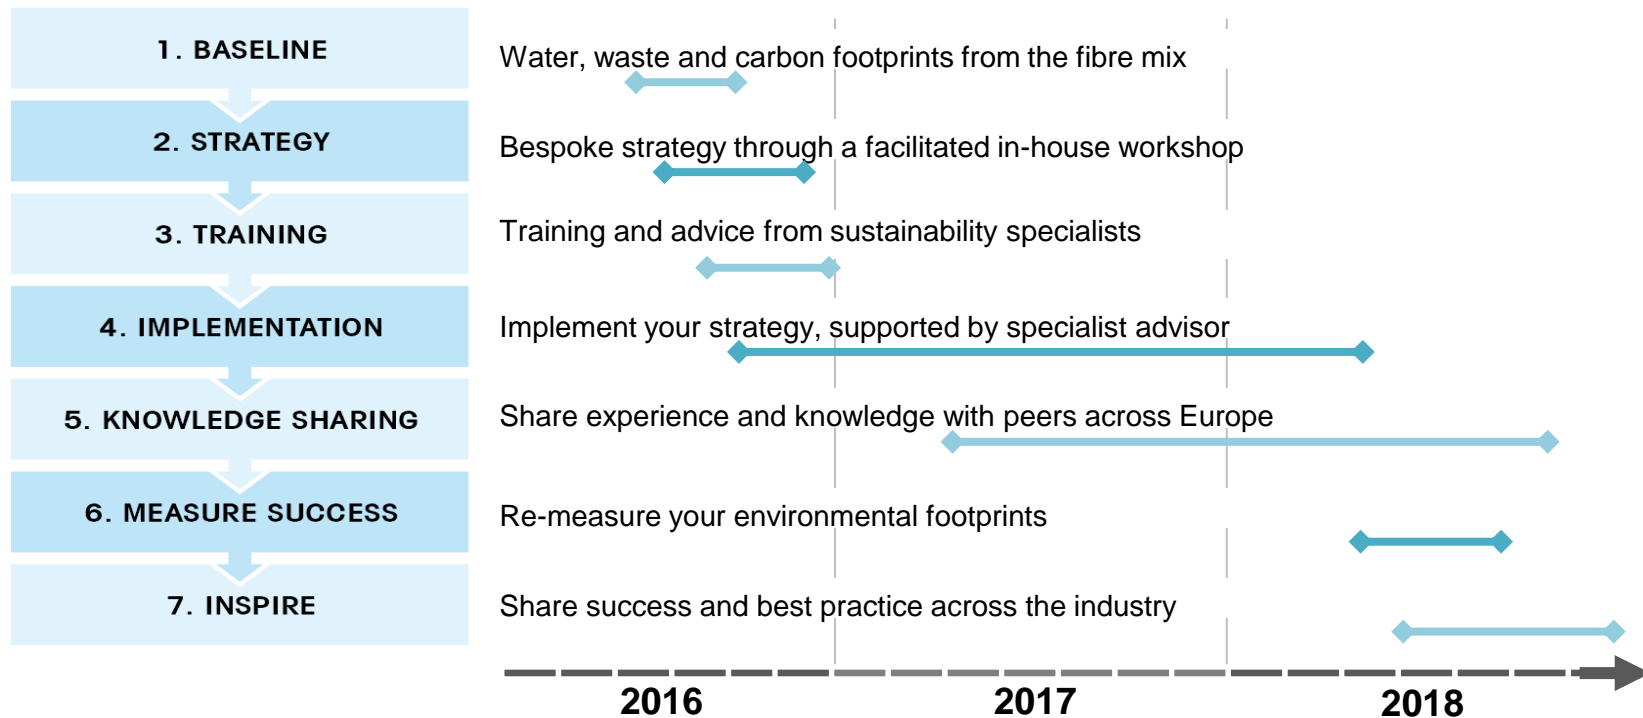 1. BASELINE
Water, waste and carbon footprints from the fibre mix
2. STRATEGY
Bespoke strategy through a facilitated in-house workshop
3. TRAINING
Training and advice from sustainability specialists
4. IMPLEMENTATION
Implement your strategy, supported by specialist advisor
5. KNOWLEDGE SHARING
Share experience and knowledge with peers across Europe
6. MEASURE SUCCESS
Re-measure your environmental footprints
7. INSPIRE
Share success and best practice across the industry
2016
2017
2018